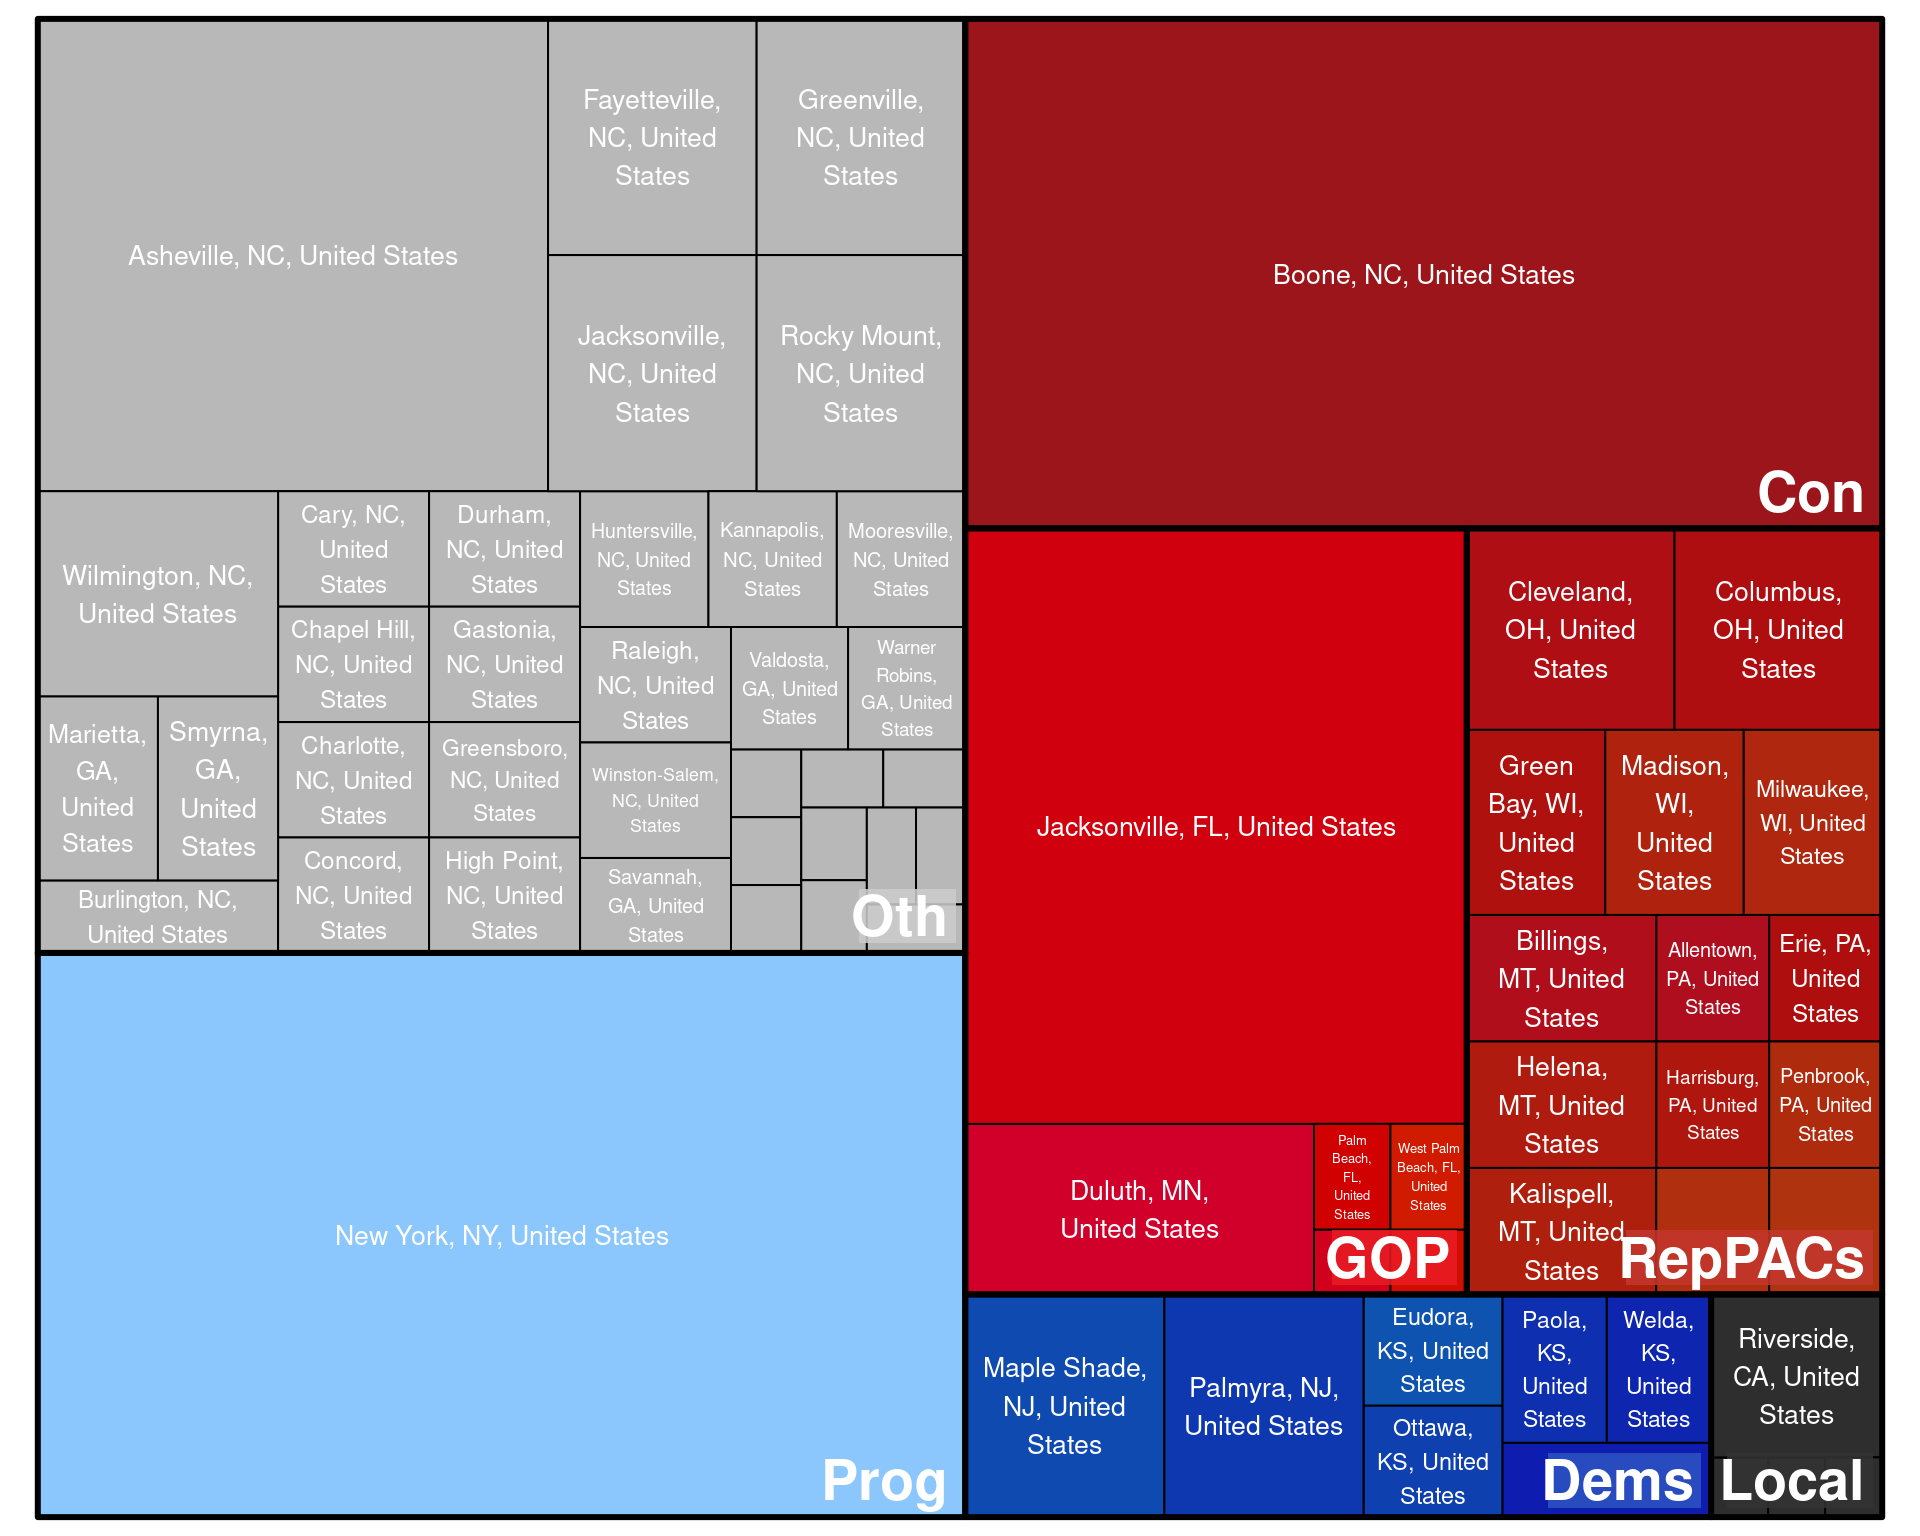 Asheville, NC, United States
Fayetteville,
NC, United
States
Greenville,
NC, United
States
Jacksonville,
NC, United
States
Rocky Mount,
NC, United
States
Wilmington, NC,
United States
Marietta,
GA,
United
States
Smyrna,
GA,
United
States
Burlington, NC,
United States
Cary, NC,
United
States
Durham,
NC, United
States
Chapel Hill,
NC, United
States
Gastonia,
NC, United
States
Charlotte,
NC, United
States
Greensboro,
NC, United
States
Concord,
NC, United
States
High Point,
NC, United
States
Huntersville,
NC, United
States
Kannapolis,
NC, United
States
Mooresville,
NC, United
States
Raleigh,
NC, United
States
Valdosta,
GA, United
States
Warner
Robins,
GA, United
States
Winston-Salem,
NC, United
States
Savannah,
GA, United
States
Oth
New York, NY, United States
Prog
Boone, NC, United States
Con
Jacksonville, FL, United States
Duluth, MN,
United States
Palm
Beach,
FL,
United
States
West Palm
Beach, FL,
United
States
GOP
Cleveland,
OH, United
States
Columbus,
OH, United
States
Green
Bay, WI,
United
States
Madison,
WI,
United
States
Milwaukee,
WI, United
States
Billings,
MT, United
States
Allentown,
PA, United
States
Erie, PA,
United
States
Helena,
MT, United
States
Harrisburg,
PA, United
States
Penbrook,
PA, United
States
Kalispell,
MT, United
States
RepPACs
Maple Shade,
NJ, United
States
Palmyra, NJ,
United States
Eudora,
KS, United
States
Ottawa,
KS, United
States
Paola,
KS,
United
States
Welda,
KS,
United
States
Dems
Riverside,
CA, United
States
Local